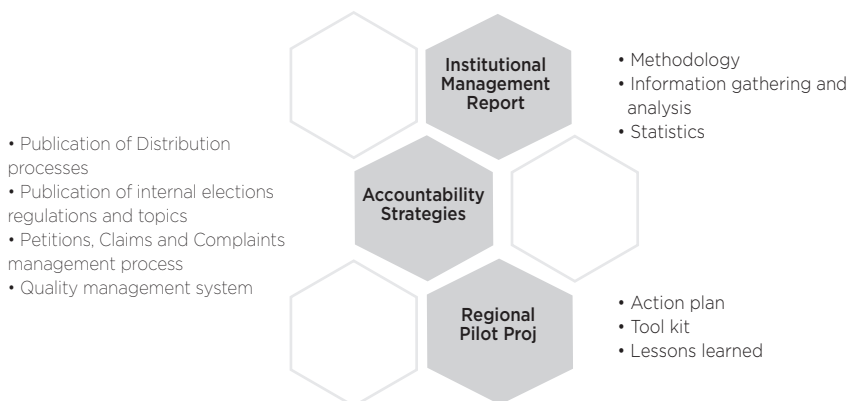 Institutional
Management
Report
• Methodology
• Information gathering and
analysis
• Statistics
• Publication of Distribution
processes
• Publication of internal elections
regulations and topics
• Petitions, Claims and Complaints
management process
• Quality management system
Accountability
Strategies
Regional
Pilot Proj
• Action plan
• Tool kit
• Lessons learned